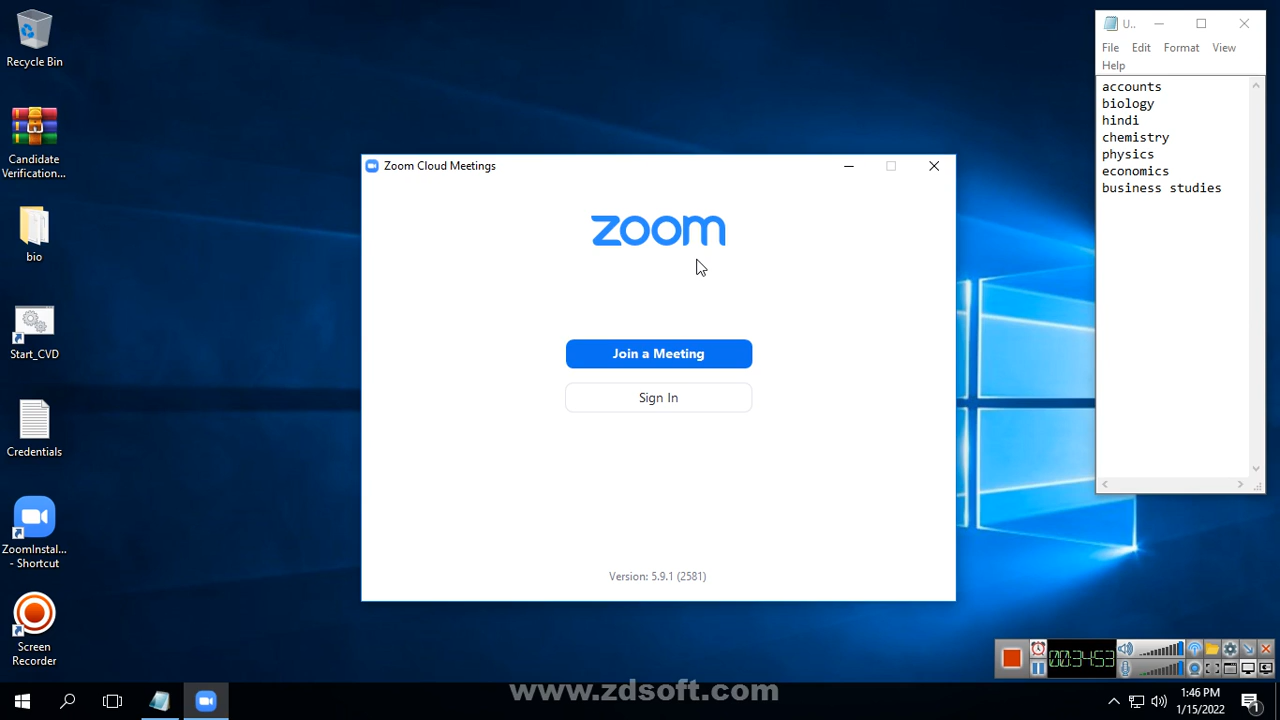 Recycle Bin
Candidate
Verification...
bio
Start_CVD
Credentials
ZoomInstal...
- Shortcut
Screen
Recorder
Zoom Cloud Meetings
zoom
Join a Meeting
Sign In
Version: 5.9.1 (2581)
U..
File Edit Format View
Help
accounts
biology
hindi
chemistry
physics
economics
business studies
00:34:53
www.zdsoft.com
1:46 PM
1/15/2022
1